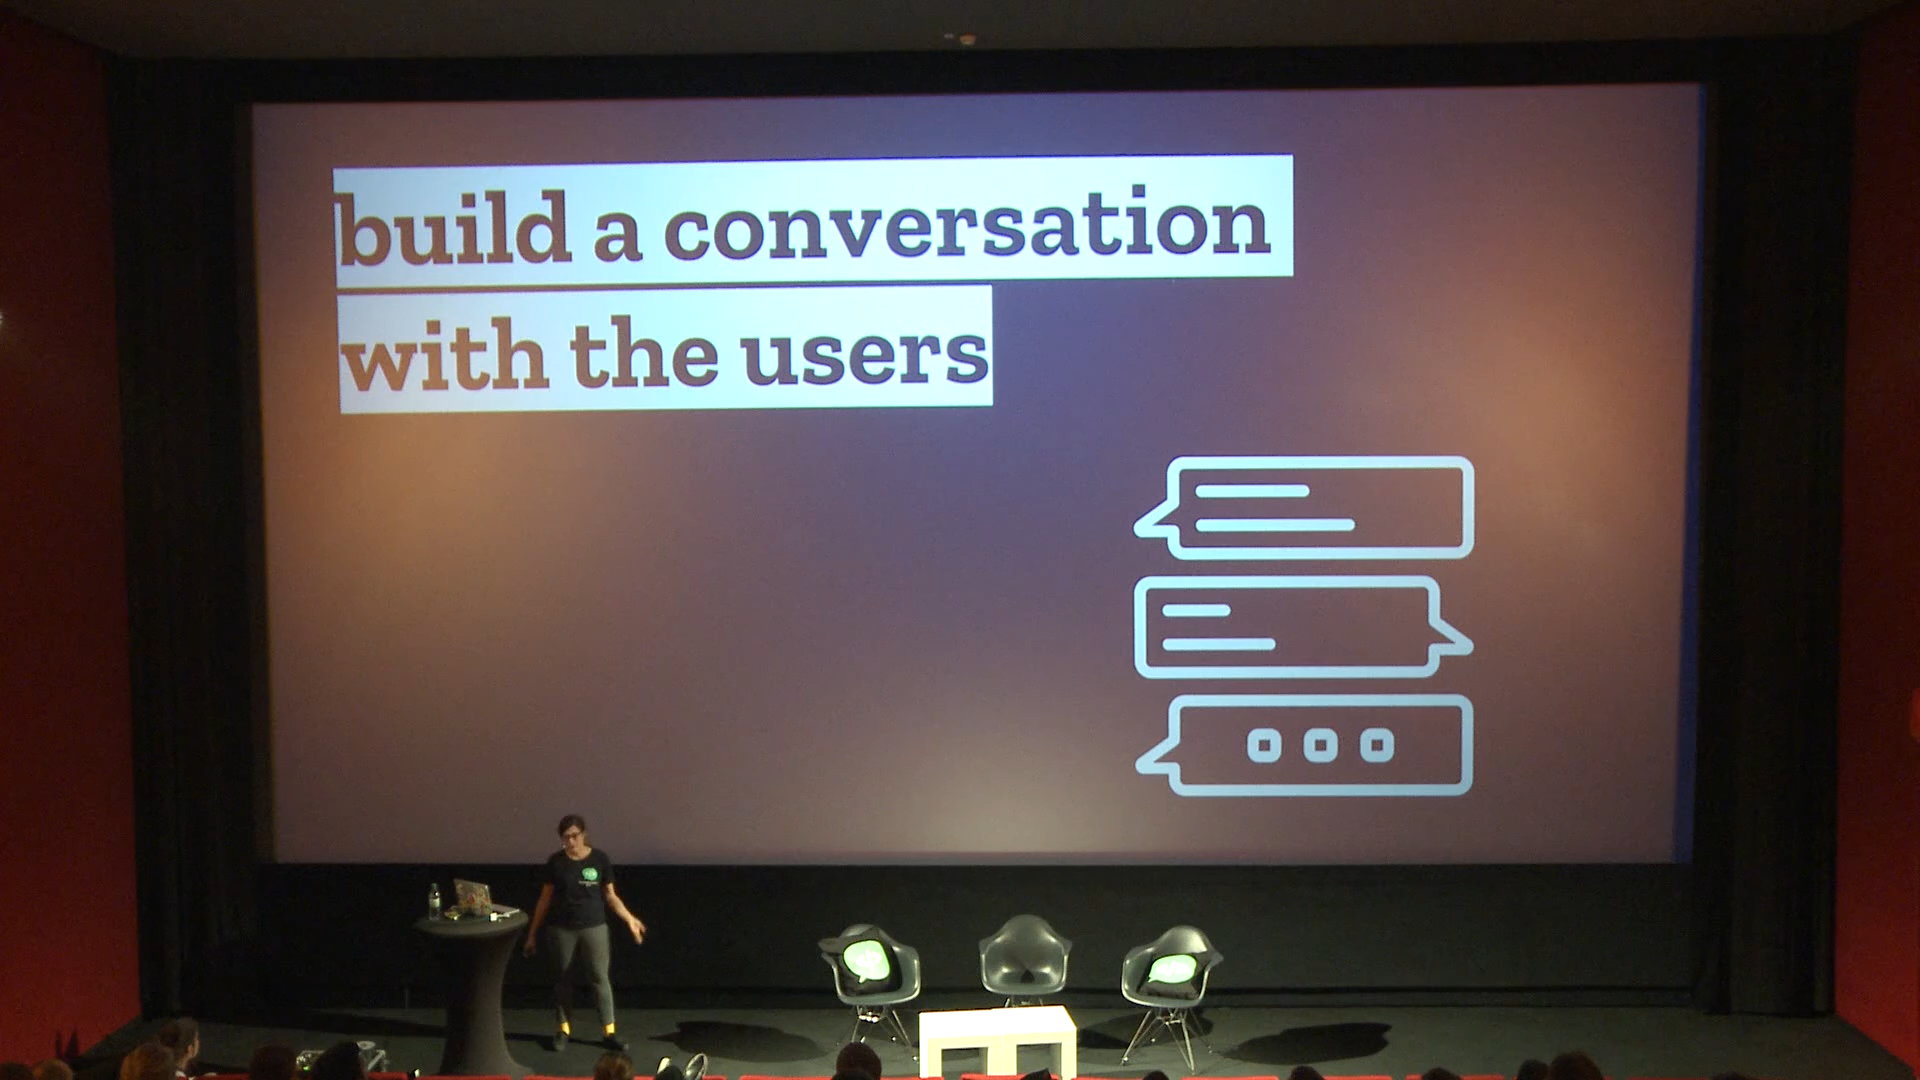 build a conversation
with the users